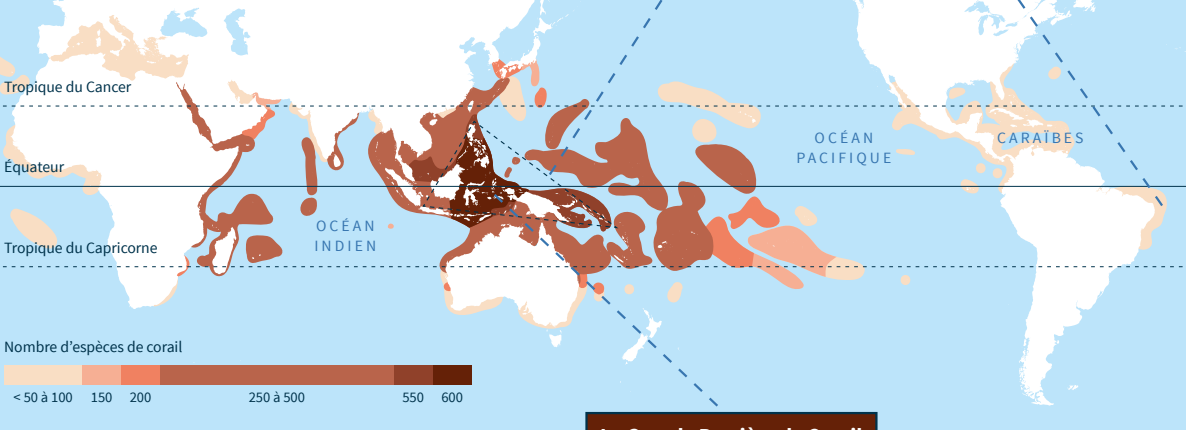 Tropique du Cancer
OCÉAN
PACIFIQUE
CARAÏBES
Équateur
OCÉAN
INDIEN
Tropique du Capricorne
Nombre d'espèces de corail
< 50 à 100 150 200 250 à 500 550 600